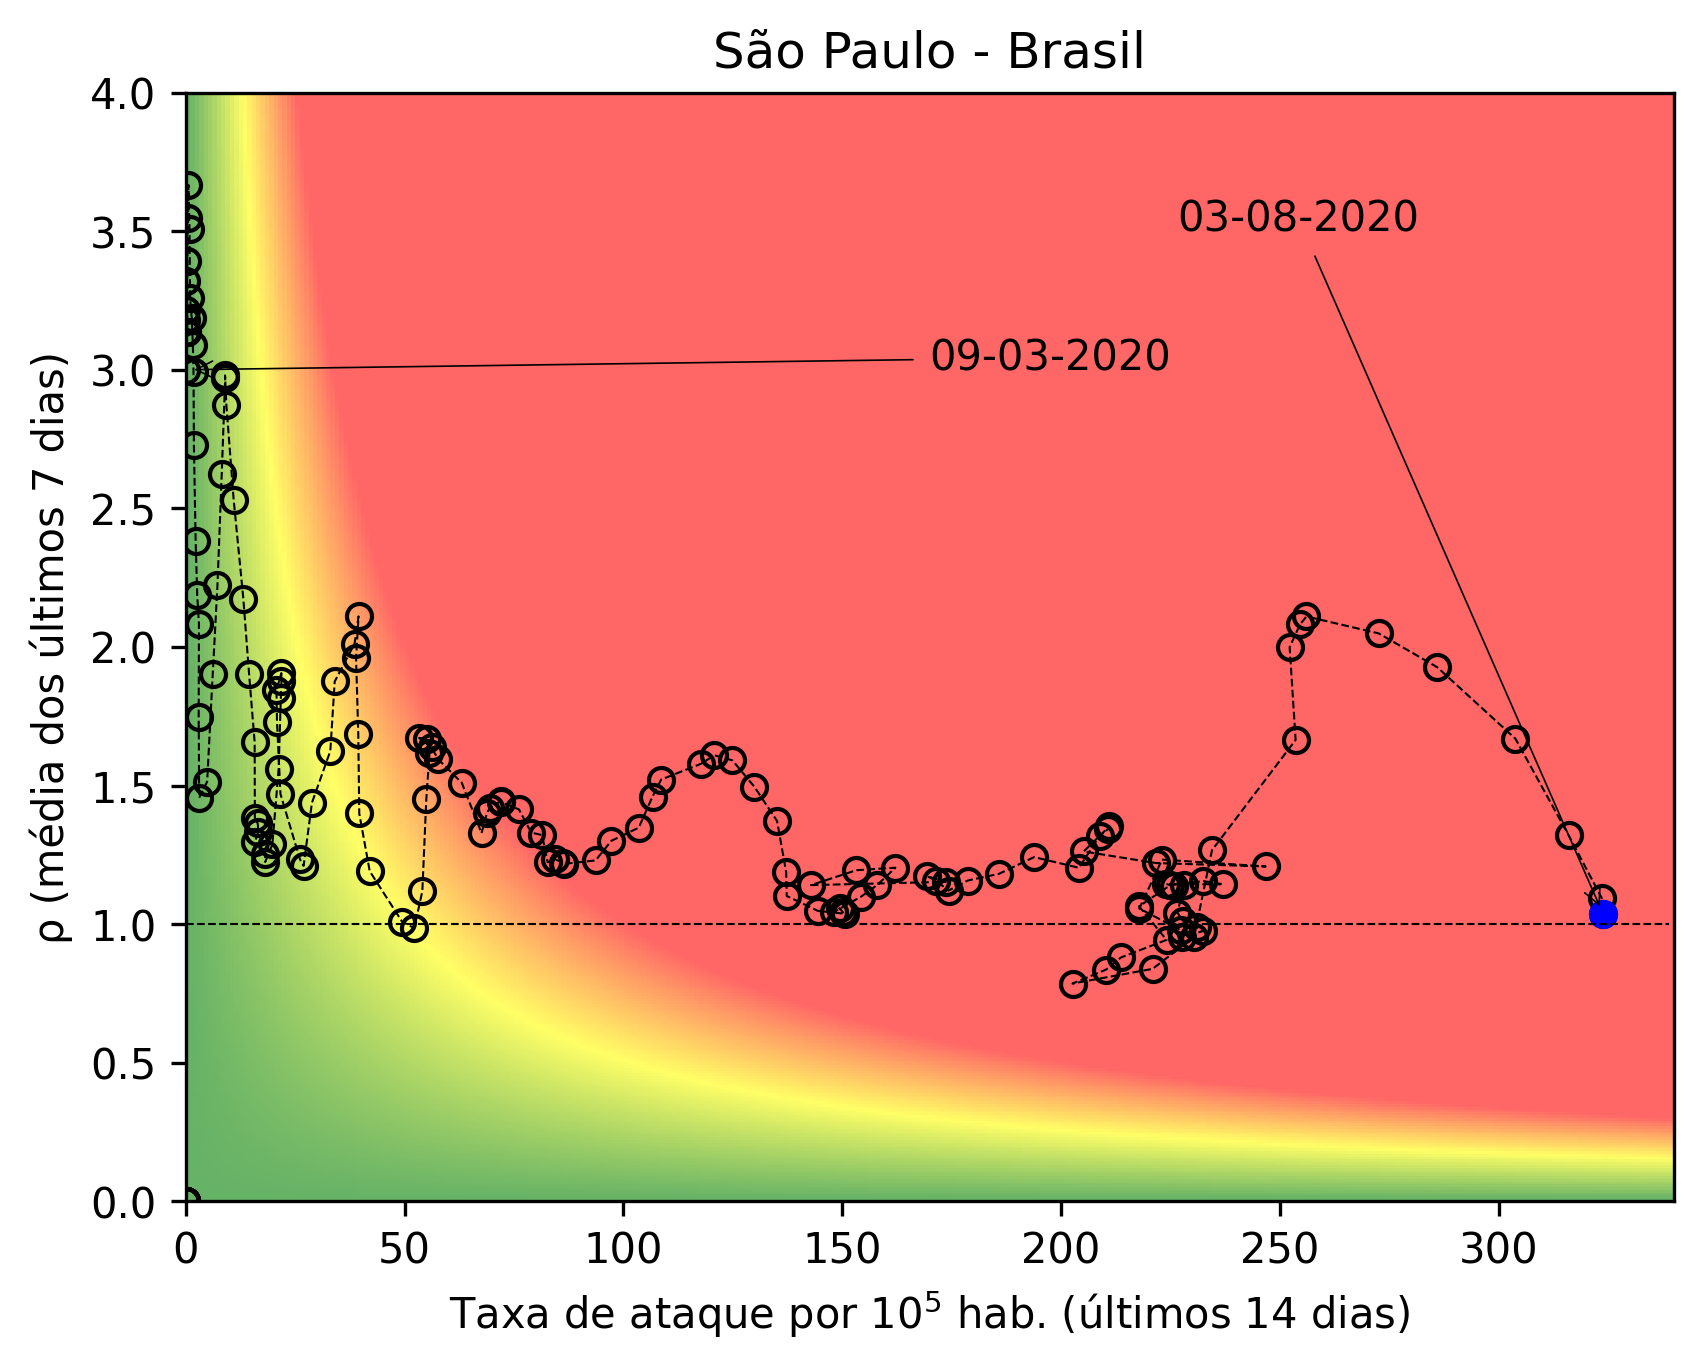 São Paulo - Brasil
4.0
3.5
3.0
2.5
2.0
1.5
1.0
0.5
0.0
ρ (média dos últimos 7 dias)
03-08-2020
09-03-2020
0 50 100 150 200 250 300
Taxa de ataque por 10⁵ hab. (últimos 14 dias)